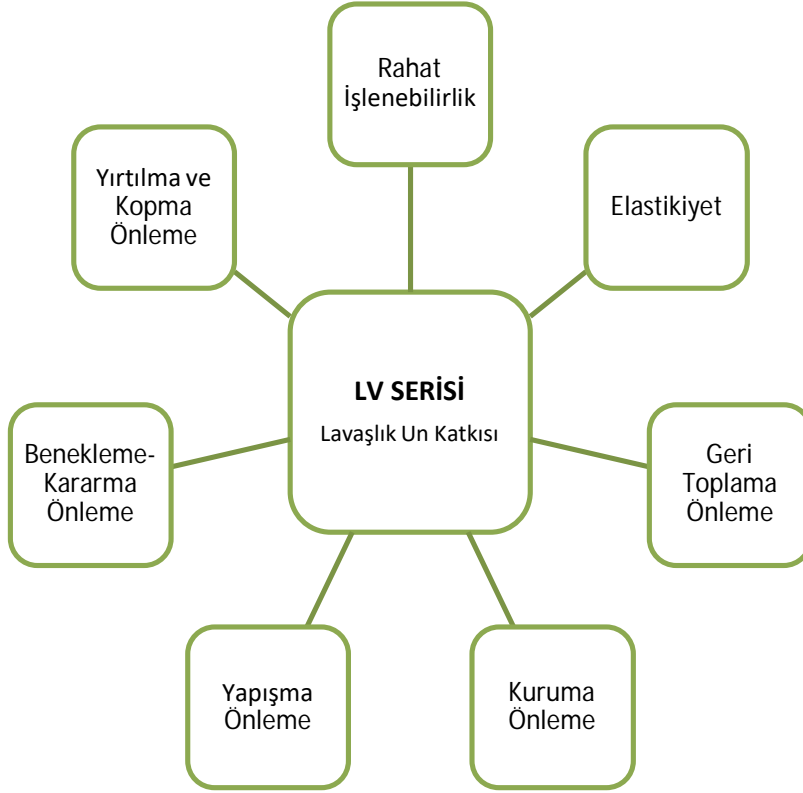 Rahat
İşlenebilirlik
Elastikiyet
Geri
Toplama
Önleme
Kuruma
Önleme
Yapışma
Önleme
Benekleme-
Kararma
Önleme
Yırtılma ve
Kopma
Önleme
LV SERİSİ
Lavaşlık Un Katkısı